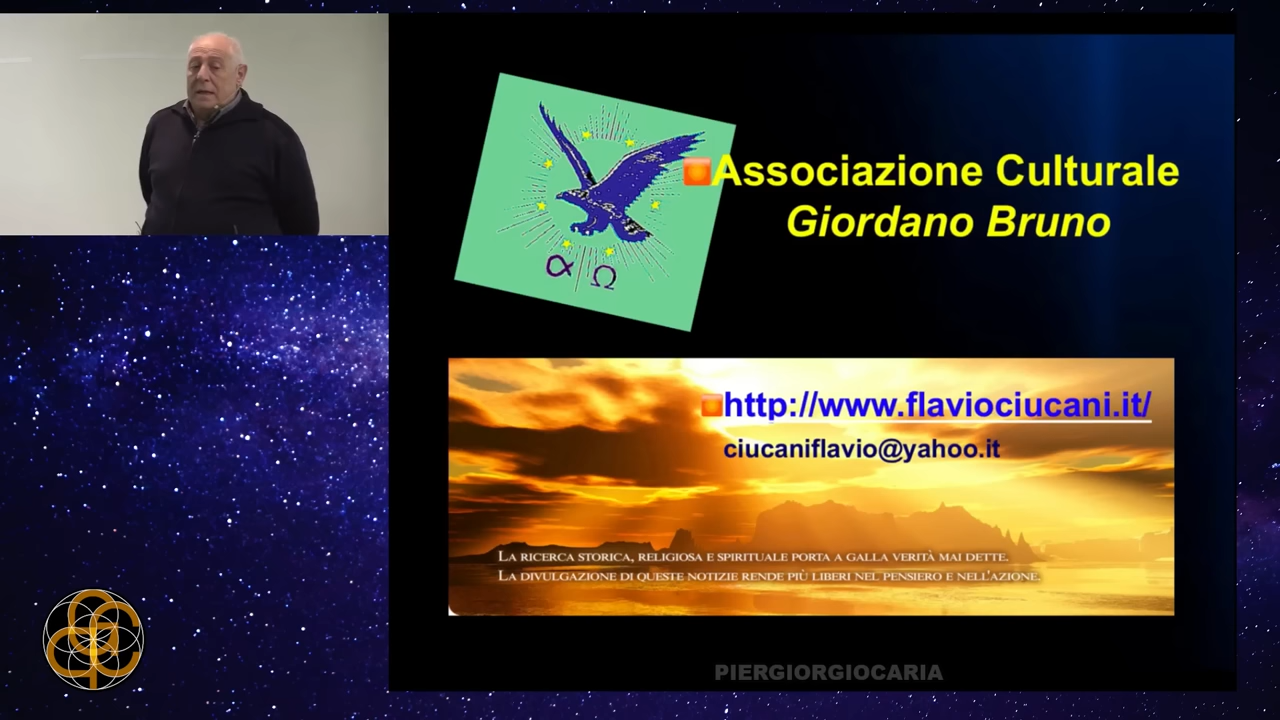 Associazione Culturale
Giordano Bruno
α Ω
http://www.flaviociucani.it/
ciucaniflavio@yahoo.it
LA RICERCA STORICA, RELIGIOSA E SPIRITUALE PORTA A GALLA VERITÀ MAI DETTE.
LA DIVULGAZIONE DI QUESTE NOTIZIE RENDE PIÙ LIBERI NEL PENSIERO E NELL'AZIONE.
PIERGIORGIOCARIA